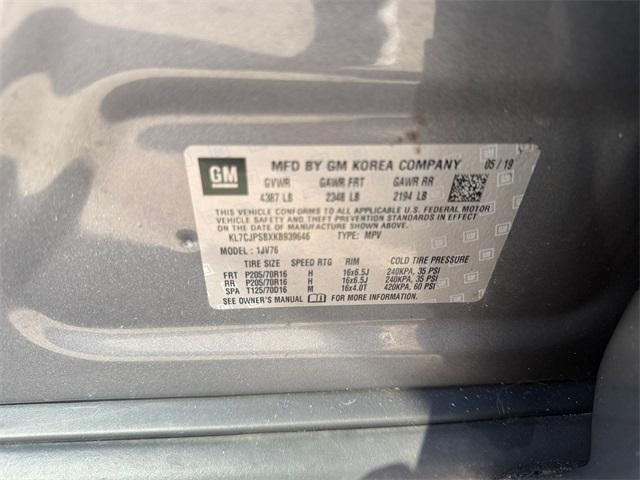 GM MFD BY GM KOREA COMPANY 05/19
GVWR GAWR FRT GAWR RR
4387 LB 2348 LB 2194 LB
THIS VEHICLE CONFORMS TO ALL APPLICABLE U.S. FEDERAL MOTOR
VEHICLE SAFETY, BUMPER, AND THEFT PREVENTION STANDARDS IN EFFECT ON THE DATE OF MANUFACTURE SHOWN ABOVE.
KL7CJPSBXKB939646 TYPE: MPV
MODEL: 1JV76
TIRE SIZE SPEED RTG RIM COLD TIRE PRESSURE
FRT P205/70R16 H 16x6.5J 240KPA, 35 PSI
RR P205/70R16 H 16x6.5J 240KPA, 35 PSI
SPA T125/70D16 M 16x4.0T 420KPA, 60 PSI
SEE OWNER'S MANUAL FOR MORE INFORMATION.